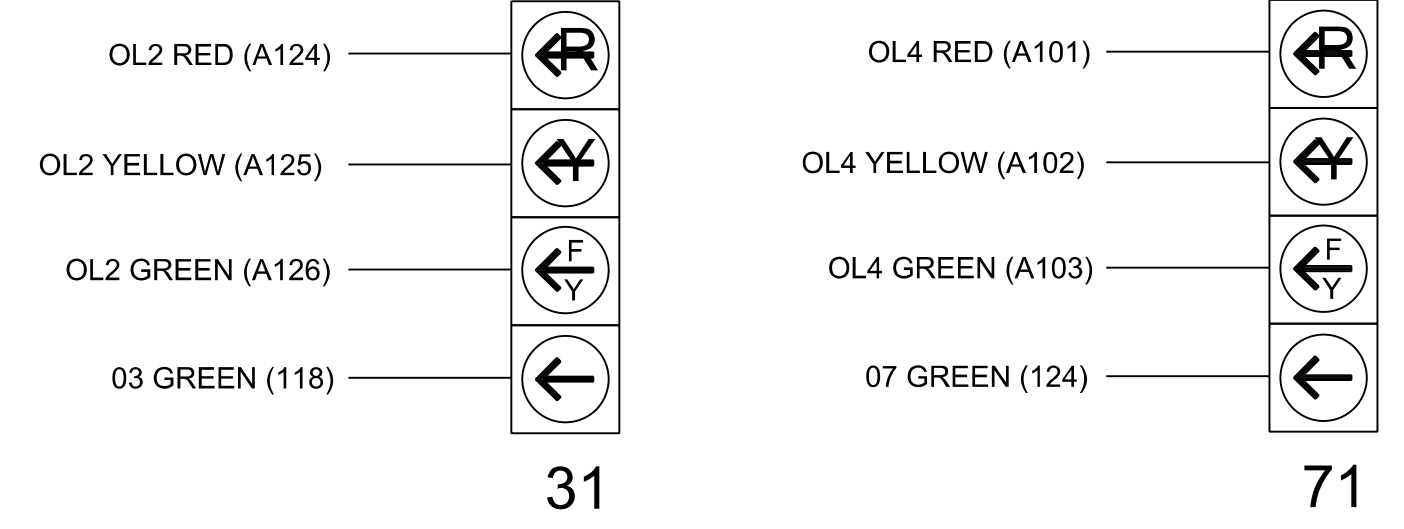 OL2 RED (A124)
R
OL2 YELLOW (A125)
Y
OL2 GREEN (A126)
F
Y
03 GREEN (118)
31
OL4 RED (A101)
R
OL4 YELLOW (A102)
Y
OL4 GREEN (A103)
F
Y
07 GREEN (124)
71